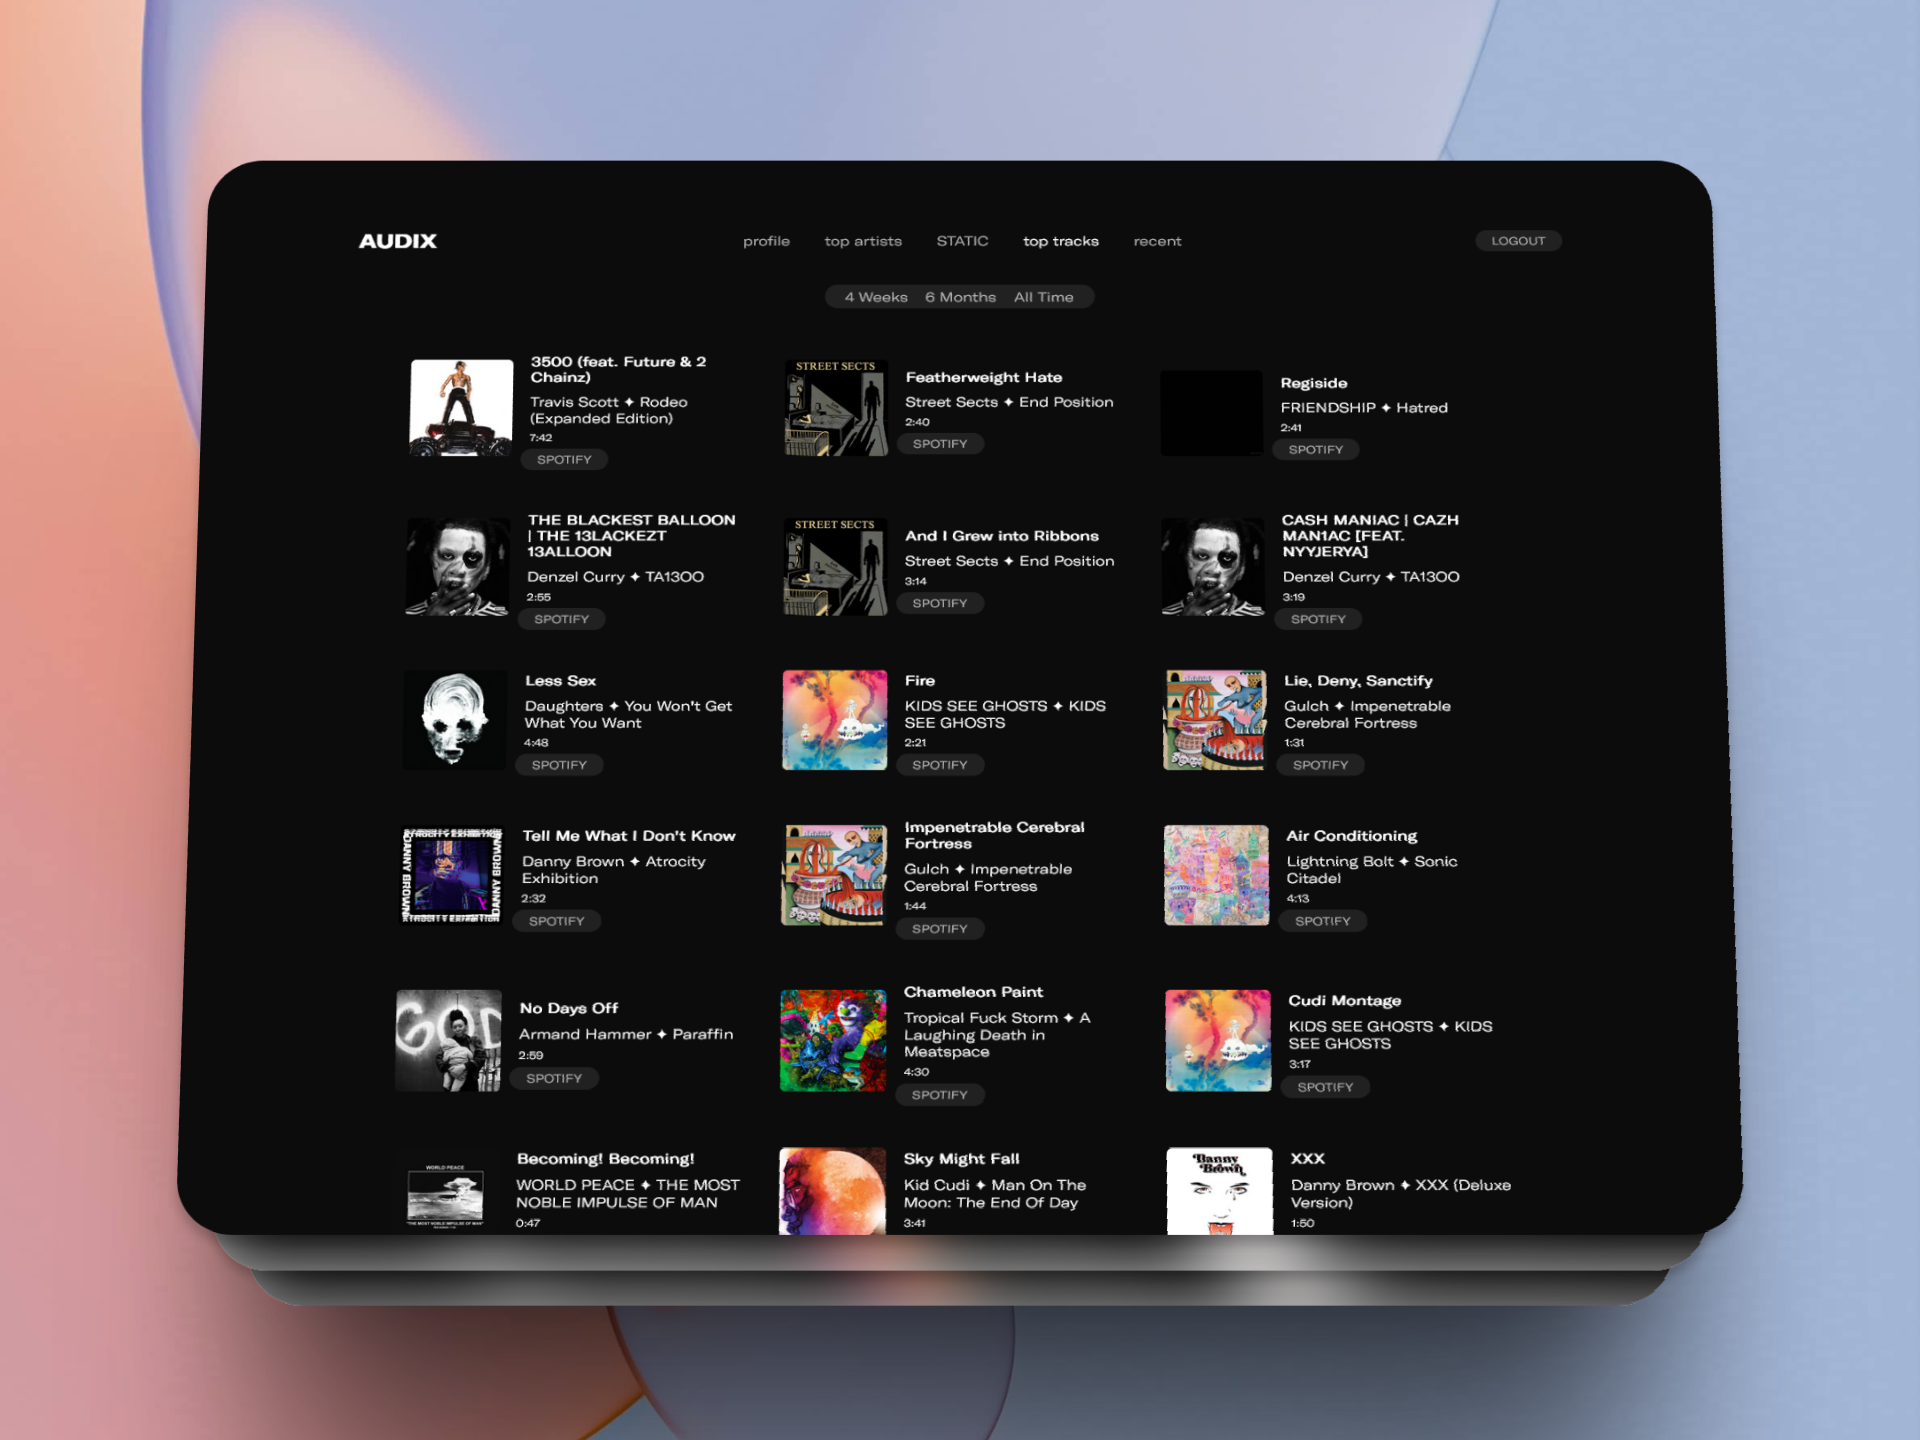 AUDIX
profile
top artists
STATIC
top tracks
recent
LOGOUT
4 Weeks
6 Months
All Time
3500 (feat. Future & 2
Chainz)
Travis Scott ✦ Rodeo
(Expanded Edition)
7:42
SPOTIFY
STREET SECTS
Featherweight Hate
Street Sects ✦ End Position
2:40
SPOTIFY
Regiside
FRIENDSHIP ✦ Hatred
2:41
SPOTIFY
THE BLACKEST BALLOON
| THE 13LACKEZT
13ALLOON
Denzel Curry ✦ TA13OO
2:55
SPOTIFY
STREET SECTS
And I Grew into Ribbons
Street Sects ✦ End Position
3:14
SPOTIFY
CASH MANIAC | CAZH
MAN1AC [FEAT.
NYYJERYA]
Denzel Curry ✦ TA13OO
3:19
SPOTIFY
Less Sex
Daughters ✦ You Won't Get
What You Want
4:48
SPOTIFY
Fire
KIDS SEE GHOSTS ✦ KIDS
SEE GHOSTS
2:21
SPOTIFY
Lie, Deny, Sanctify
Gulch ✦ Impenetrable
Cerebral Fortress
1:31
SPOTIFY
DANNY BROWN
DANNY BROWN
Tell Me What I Don't Know
Danny Brown ✦ Atrocity
Exhibition
2:32
SPOTIFY
Impenetrable Cerebral
Fortress
Gulch ✦ Impenetrable
Cerebral Fortress
1:44
SPOTIFY
Air Conditioning
Lightning Bolt ✦ Sonic
Citadel
4:13
SPOTIFY
GOD
No Days Off
Armand Hammer ✦ Paraffin
2:59
SPOTIFY
Chameleon Paint
Tropical Fuck Storm ✦ A
Laughing Death in
Meatspace
4:30
SPOTIFY
Cudi Montage
KIDS SEE GHOSTS ✦ KIDS
SEE GHOSTS
3:17
SPOTIFY
WORLD PEACE
"THE MOST NOBLE IMPULSE OF MAN"
Becoming! Becoming!
WORLD PEACE ✦ THE MOST
NOBLE IMPULSE OF MAN
0:47
Sky Might Fall
Kid Cudi ✦ Man On The
Moon: The End Of Day
3:41
Danny
Brown
XXX
Danny Brown ✦ XXX (Deluxe
Version)
1:50